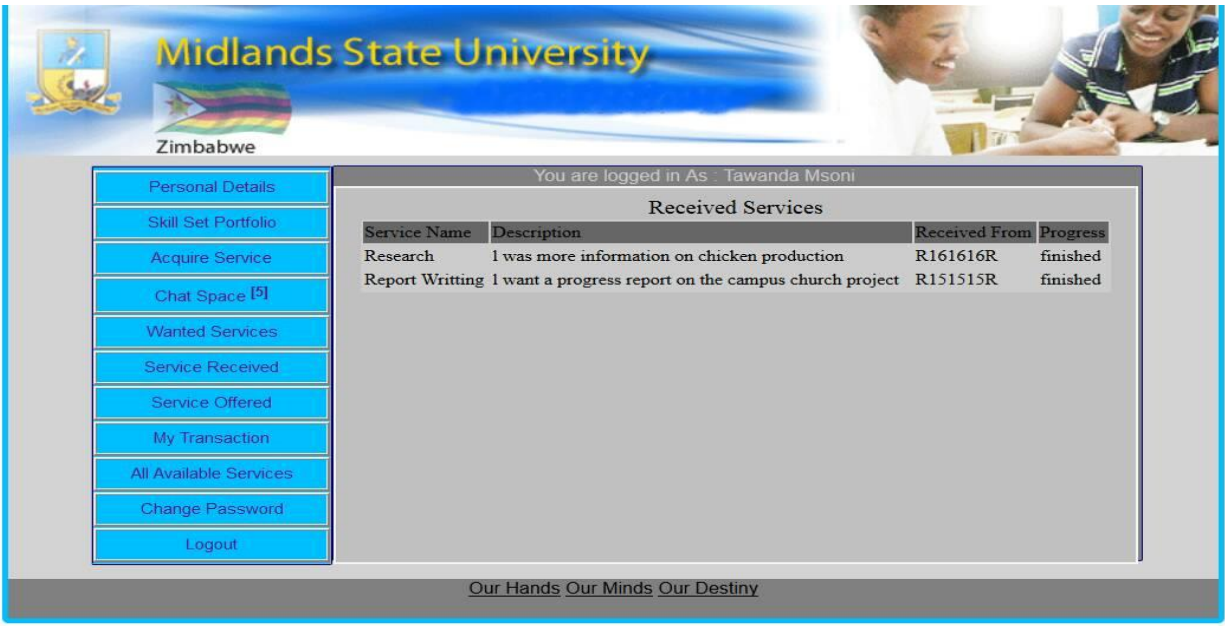 Midlands State University
Zimbabwe
Personal Details
Skill Set Portfolio
Acquire Service
Chat Space [5]
Wanted Services
Service Received
Service Offered
My Transaction
All Available Services
Change Password
Logout
You are logged in As : Tawanda Msoni
Received Services
Service Name Description Received From Progress
Research l was more information on chicken production R161616R finished
Report Writting l want a progress report on the campus church project R151515R finished
Our Hands Our Minds Our Destiny